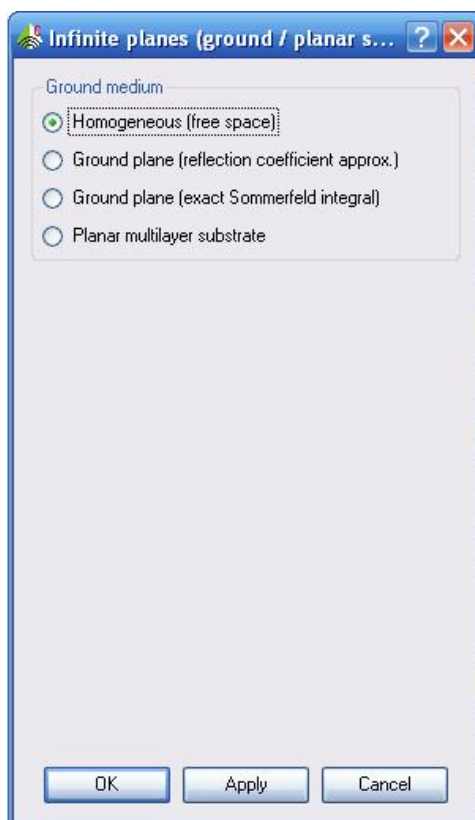 Infinite planes (ground / planar s...
Ground medium
Homogeneous (free space)
Ground plane (reflection coefficient approx.)
Ground plane (exact Sommerfeld integral)
Planar multilayer substrate
OK Apply Cancel